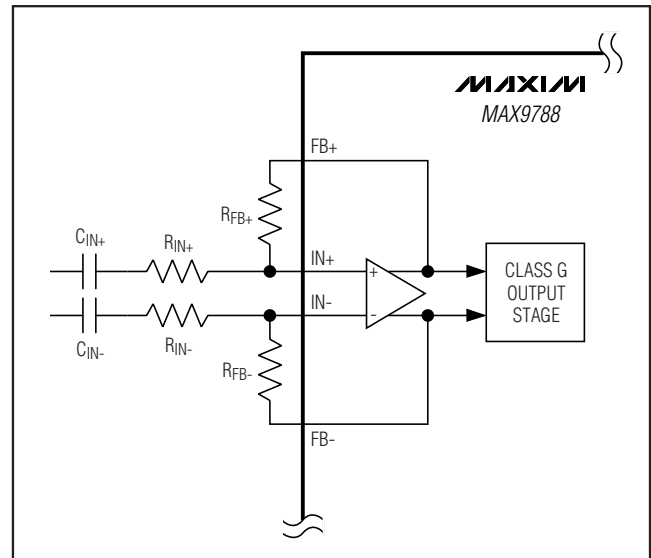 MAXIM
MAX9788
FB+
RFB+
CIN+
RIN+
IN+
+
CLASS G
OUTPUT
STAGE
IN-
-
CIN-
RIN-
RFB-
FB-